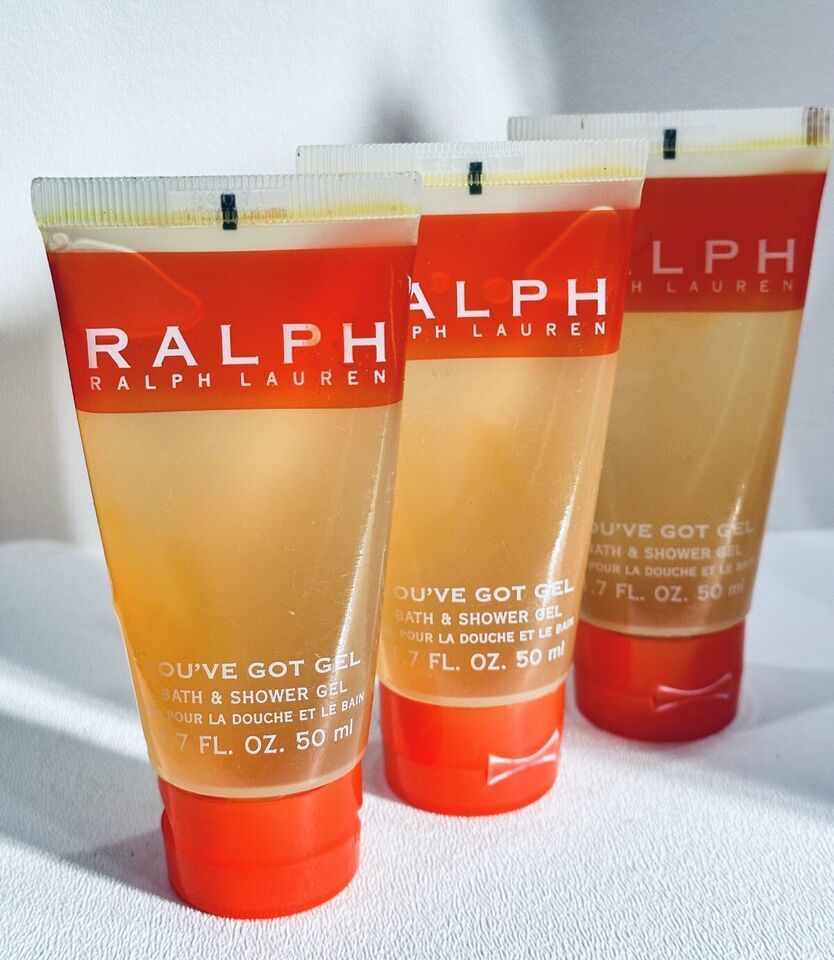 RALPH
RALPH LAUREN
OU'VE GOT GEL
BATH & SHOWER GEL
POUR LA DOUCHE ET LE BAIN
.7 FL. OZ. 50 ml
ALPH
PH LAUREN
OU'VE GOT GEL
BATH & SHOWER GEL
POUR LA DOUCHE ET LE BAIN
1.7 FL. OZ. 50 ml
ALPH
H LAUREN
OU'VE GOT GEL
BATH & SHOWER GEL
POUR LA DOUCHE ET LE BAIN
.7 FL. OZ. 50 ml